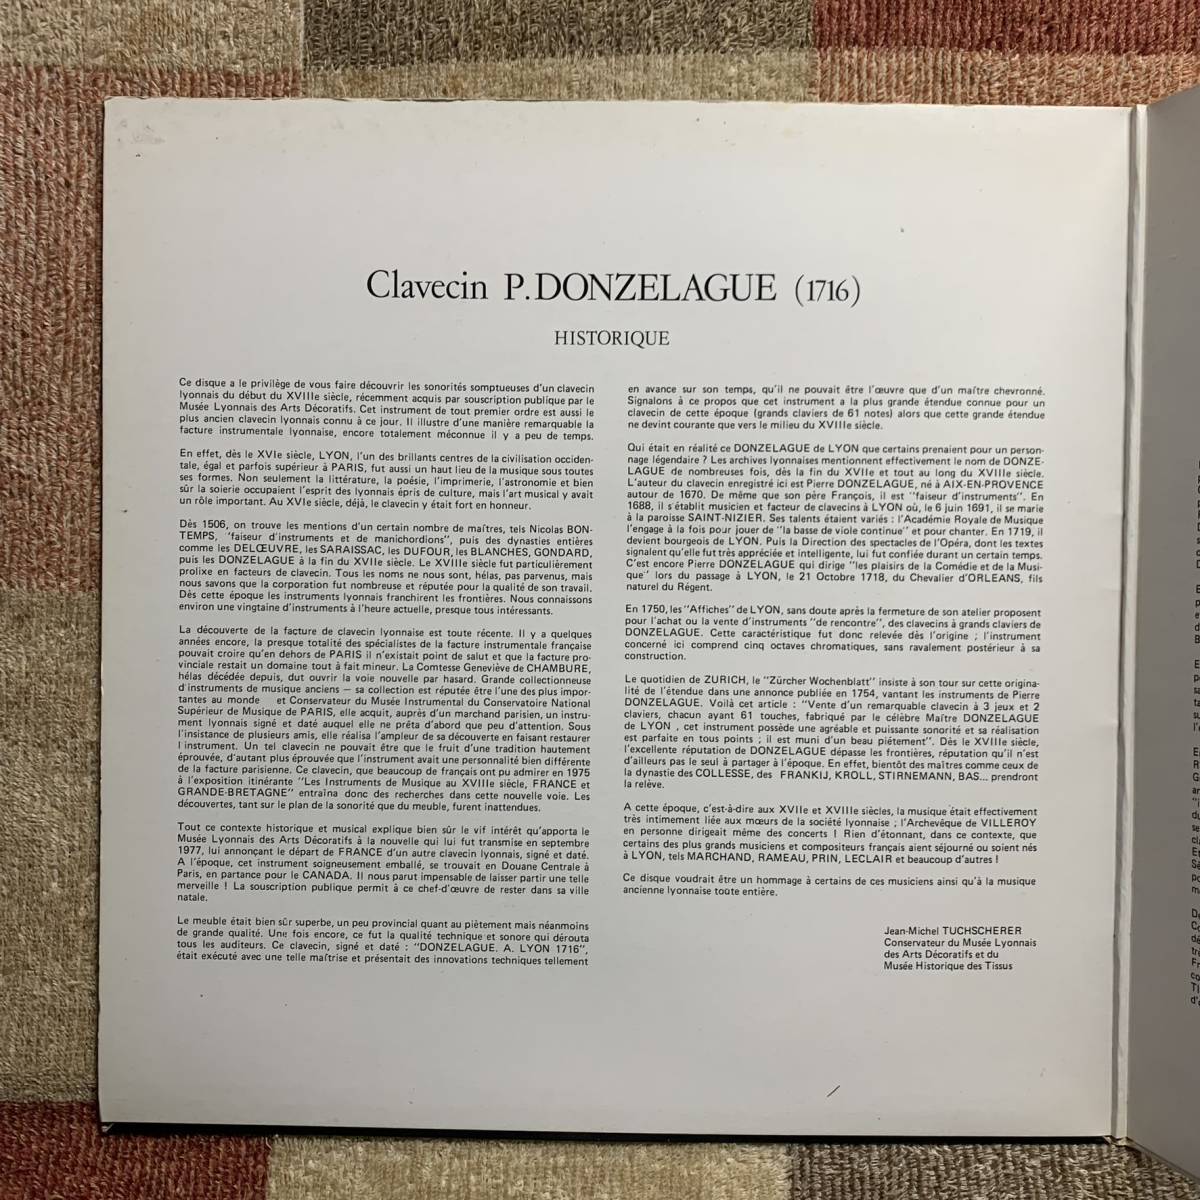 Clavecin P.DONZELAGUE (1716)
HISTORIQUE
Ce disque a le privilège de vous faire découvrir les sonorités somptueuses d'un clavecin
lyonnais du début du XVIIIe siècle, récemment acquis par souscription publique par le
Musée Lyonnais des Arts Décoratifs. Cet instrument de tout premier ordre est aussi le
plus ancien clavecin lyonnais connu à ce jour. Il illustre d'une manière remarquable la
facture instrumentale lyonnaise, encore totalement méconnue il y a peu de temps.
En effet, dès le XVIe siècle, LYON, l'un des brillants centres de la civilisation occiden-
tale, égal et parfois supérieur à PARIS, fut aussi un haut lieu de la musique sous toutes
ses formes. Non seulement la littérature, la poésie, l'imprimerie, l'astronomie et bien
sûr la soierie occupaient l'esprit des lyonnais épris de culture, mais l'art musical y avait
un rôle important. Au XVIe siècle, déjà, le clavecin y était fort en honneur.
Dès 1506, on trouve les mentions d'un certain nombre de maîtres, tels Nicolas BON-
TEMPS, "faiseur d'instruments et de manichordions", puis des dynasties entières
comme les DELŒUVRE, les SARAISSAC, les DUFOUR, les BLANCHES, GONDARD,
puis les DONZELAGUE à la fin du XVIIe siècle. Le XVIIIe siècle fut particulièrement
prolixe en facteurs de clavecin. Tous les noms ne nous sont, hélas, pas parvenus, mais
nous savons que la corporation fut nombreuse et réputée pour la qualité de son travail.
Dès cette époque les instruments lyonnais franchirent les frontières. Nous connaissons
environ une vingtaine d'instruments à l'heure actuelle, presque tous intéressants.
La découverte de la facture de clavecin lyonnaise est toute récente. Il y a quelques
années encore, la presque totalité des spécialistes de la facture instrumentale française
pouvait croire qu'en dehors de PARIS il n'existait point de salut et que la facture pro-
vinciale restait un domaine tout à fait mineur. La Comtesse Geneviève de CHAMBURE,
hélas décédée depuis, dut ouvrir la voie nouvelle par hasard. Grande collectionneuse
d'instruments de musique anciens — sa collection est réputée être l'une des plus impor-
tantes au monde et Conservateur du Musée Instrumental du Conservatoire National
Supérieur de Musique de PARIS, elle acquit, auprès d'un marchand parisien, un instru-
ment lyonnais signé et daté auquel elle ne prêta d'abord que peu d'attention. Sous
l'insistance de plusieurs amis, elle réalisa l'ampleur de sa découverte en faisant restaurer
l'instrument. Un tel clavecin ne pouvait être que le fruit d'une tradition hautement
éprouvée, d'autant plus éprouvée que l'instrument avait une personnalité bien différente
de la facture parisienne. Ce clavecin, que beaucoup de français ont pu admirer en 1975
à l'exposition itinérante "Les Instruments de Musique au XVIIIe siècle, FRANCE et
GRANDE-BRETAGNE" entraîna donc des recherches dans cette nouvelle voie. Les
découvertes, tant sur le plan de la sonorité que du meuble, furent inattendues.
Tout ce contexte historique et musical explique bien sûr le vif intérêt qu'apporta le
Musée Lyonnais des Arts Décoratifs à la nouvelle qui lui fut transmise en septembre
1977, lui annonçant le départ de FRANCE d'un autre clavecin lyonnais, signé et daté.
A l'époque, cet instrument soigneusement emballé, se trouvait en Douane Centrale à
Paris, en partance pour le CANADA. Il nous parut impensable de laisser partir une telle
merveille ! La souscription publique permit à ce chef-d'œuvre de rester dans sa ville
natale.
Le meuble était bien sûr superbe, un peu provincial quant au piètement mais néanmoins
de grande qualité. Une fois encore, ce fut la qualité technique et sonore qui dérouta
tous les auditeurs. Ce clavecin, signé et daté : "DONZELAGUE. A. LYON 1716",
était exécuté avec une telle maîtrise et présentait des innovations techniques tellement
en avance sur son temps, qu'il ne pouvait être l'œuvre que d'un maître chevronné.
Signalons à ce propos que cet instrument a la plus grande étendue connue pour un
clavecin de cette époque (grands claviers de 61 notes) alors que cette grande étendue
ne devint courante que vers le milieu du XVIIIe siècle.
Qui était en réalité ce DONZELAGUE de LYON que certains prenaient pour un person-
nage légendaire ? Les archives lyonnaises mentionnent effectivement le nom de DONZE-
LAGUE de nombreuses fois, dès la fin du XVIIe et tout au long du XVIIIe siècle.
L'auteur du clavecin enregistré ici est Pierre DONZELAGUE, né à AIX-EN-PROVENCE
autour de 1670. De même que son père François, il est "faiseur d'instruments". En
1688, il s'établit musicien et facteur de clavecins à LYON où, le 6 juin 1691, il se marie
à la paroisse SAINT-NIZIER. Ses talents étaient variés : l'Académie Royale de Musique
l'engage à la fois pour jouer de "la basse de viole continue" et pour chanter. En 1719, il
devient bourgeois de LYON. Puis la Direction des spectacles de l'Opéra, dont les textes
signalent qu'elle fut très appréciée et intelligente, lui fut confiée durant un certain temps.
C'est encore Pierre DONZELAGUE qui dirige "les plaisirs de la Comédie et de la Musi-
que" lors du passage à LYON, le 21 Octobre 1718, du Chevalier d'ORLEANS, fils
naturel du Régent.
En 1750, les "Affiches" de LYON, sans doute après la fermeture de son atelier proposent
pour l'achat ou la vente d'instruments "de rencontre", des clavecins à grands claviers de
DONZELAGUE. Cette caractéristique fut donc relevée dès l'origine ; l'instrument
concerné ici comprend cinq octaves chromatiques, sans ravalement postérieur à sa
construction.
Le quotidien de ZURICH, le "Zürcher Wochenblatt" insiste à son tour sur cette origina-
lité de l'étendue dans une annonce publiée en 1754, vantant les instruments de Pierre
DONZELAGUE. Voilà cet article : "Vente d'un remarquable clavecin à 3 jeux et 2
claviers, chacun ayant 61 touches, fabriqué par le célèbre Maître DONZELAGUE
de LYON , cet instrument possède une agréable et puissante sonorité et sa réalisation
est parfaite en tous points ; il est muni d'un beau piétement". Dès le XVIIIe siècle,
l'excellente réputation de DONZELAGUE dépasse les frontières, réputation qu'il n'est
d'ailleurs pas le seul à partager à l'époque. En effet, bientôt des maîtres comme ceux de
la dynastie des COLLESSE, des FRANKIJ, KROLL, STIRNEMANN, BAS... prendront
la relève.
A cette époque, c'est-à-dire aux XVIIe et XVIIIe siècles, la musique était effectivement
très intimement liée aux mœurs de la société lyonnaise ; l'Archevêque de VILLEROY
en personne dirigeait même des concerts ! Rien d'étonnant, dans ce contexte, que
certains des plus grands musiciens et compositeurs français aient séjourné ou soient nés
à LYON, tels MARCHAND, RAMEAU, PRIN, LECLAIR et beaucoup d'autres !
Ce disque voudrait être un hommage à certains de ces musiciens ainsi qu'à la musique
ancienne lyonnaise toute entière.
Jean-Michel TUCHSCHERER
Conservateur du Musée Lyonnais
des Arts Décoratifs et du
Musée Historique des Tissus